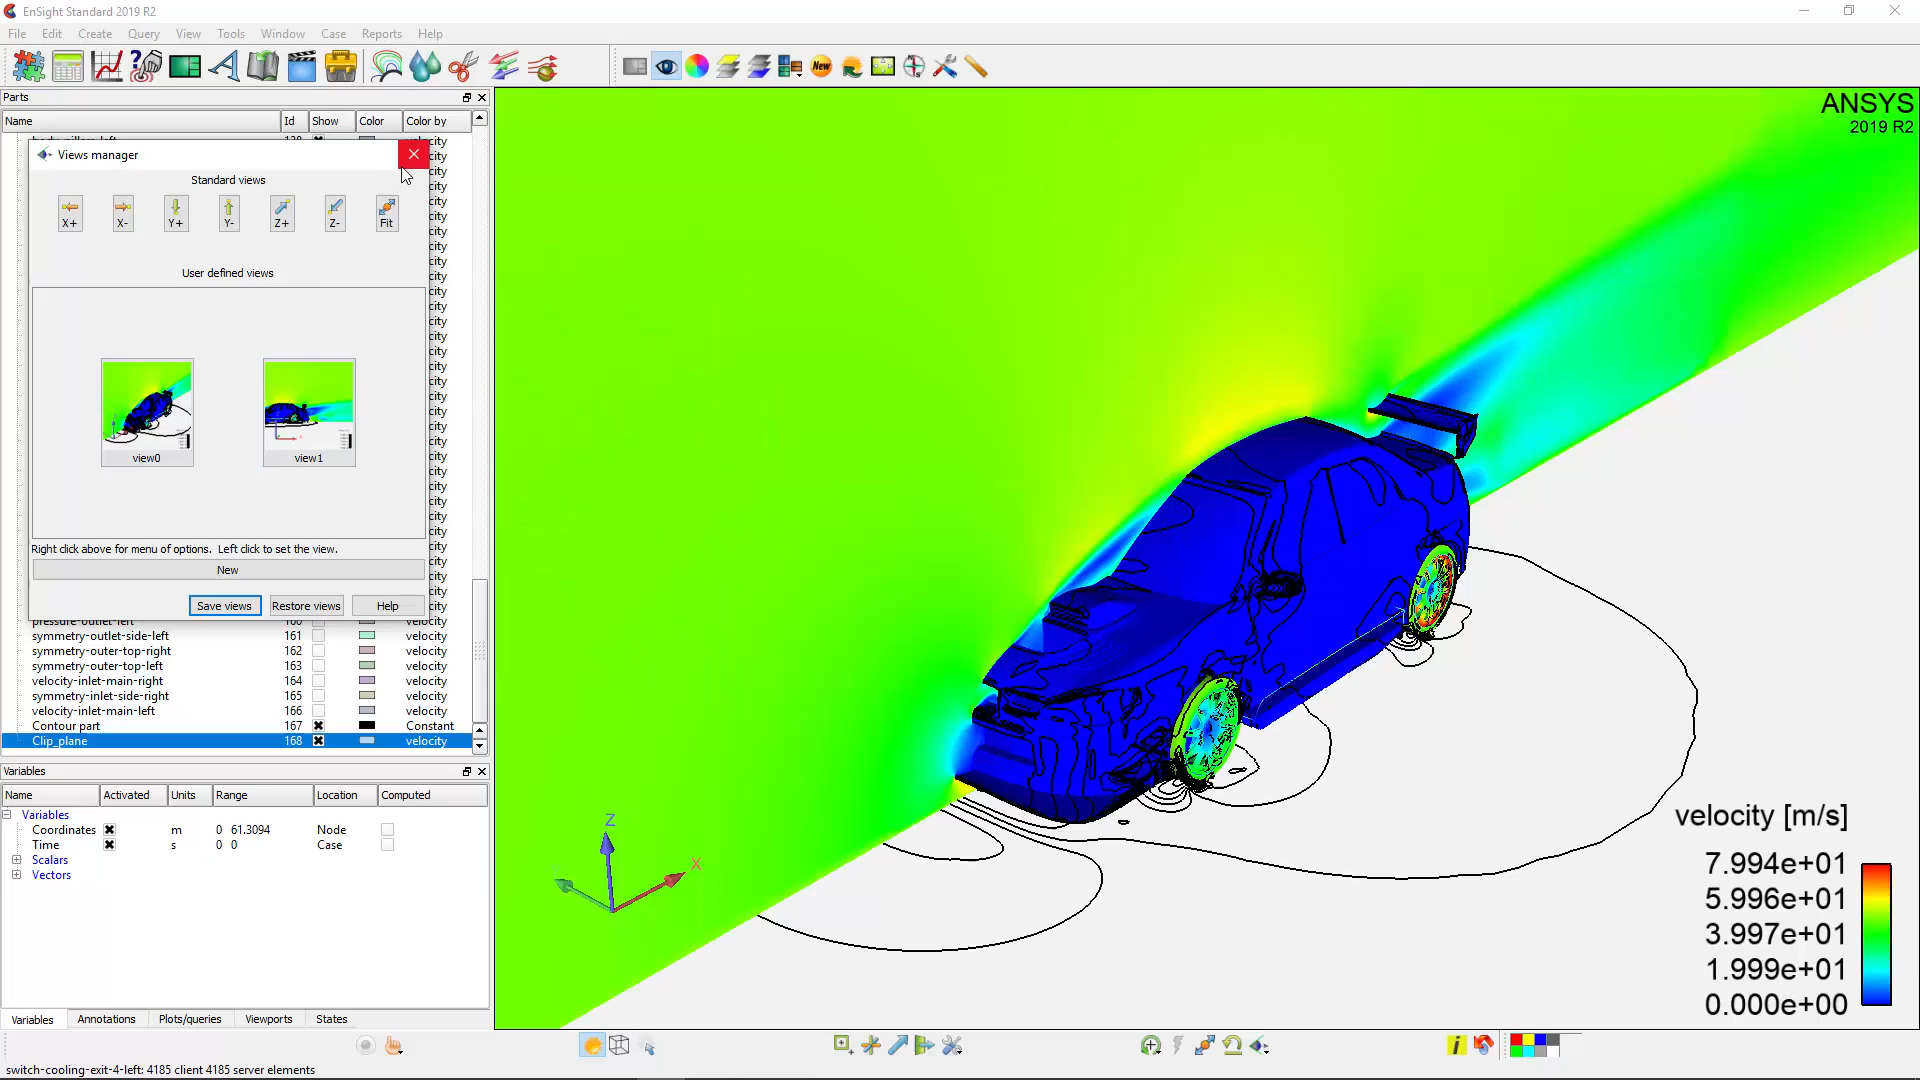 EnSight Standard 2019 R2
File Edit Create Query View Tools Window Case Reports Help
New
Parts
Name Id Show Color Color by
Views manager
Standard views
X+ X- Y+ Y- Z+ Z- Fit
User defined views
view0 view1
Right click above for menu of options. Left click to set the view.
New
Save views Restore views Help
symmetry-outlet-side-left 161 velocity
symmetry-outer-top-right 162 velocity
symmetry-outer-top-left 163 velocity
velocity-inlet-main-right 164 velocity
symmetry-inlet-side-right 165 velocity
velocity-inlet-main-left 166 velocity
Contour part 167 Constant
Clip_plane 168 velocity
Variables
Name Activated Units Range Location Computed
Variables
Coordinates m 0 61.3094 Node
Time s 0 0 Case
Scalars
Vectors
Variables Annotations Plots/queries Viewports States
switch-cooling-exit-4-left: 4185 client 4185 server elements
ANSYS
2019 R2
Z
X
velocity [m/s]
7.994e+01
5.996e+01
3.997e+01
1.999e+01
0.000e+00